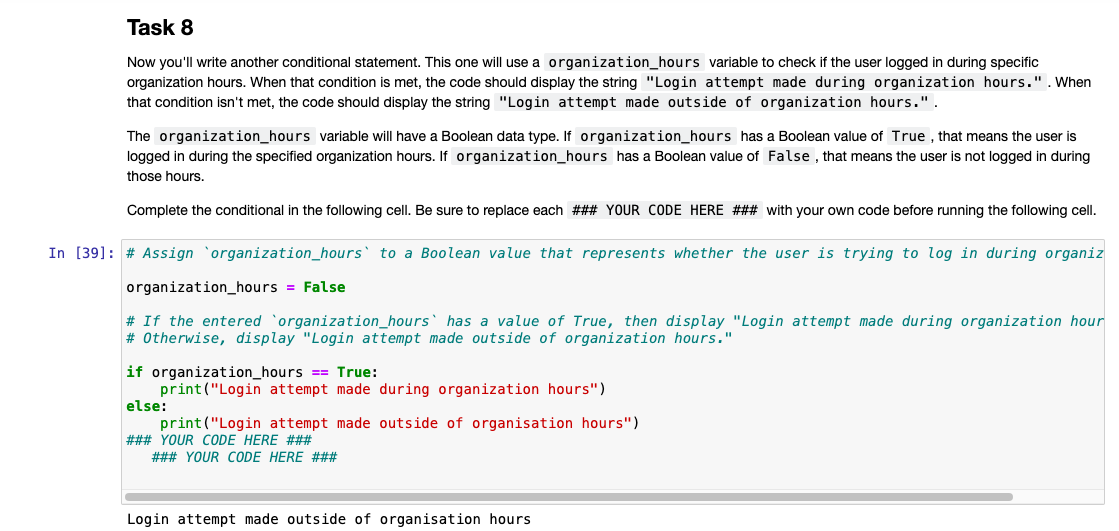 Task 8
Now you'll write another conditional statement. This one will use a organization_hours variable to check if the user logged in during specific
organization hours. When that condition is met, the code should display the string "Login attempt made during organization hours." . When
that condition isn't met, the code should display the string "Login attempt made outside of organization hours." .
The organization_hours variable will have a Boolean data type. If organization_hours has a Boolean value of True , that means the user is
logged in during the specified organization hours. If organization_hours has a Boolean value of False , that means the user is not logged in during
those hours.
Complete the conditional in the following cell. Be sure to replace each ### YOUR CODE HERE ### with your own code before running the following cell.
In [39]: # Assign `organization_hours` to a Boolean value that represents whether the user is trying to log in during organiz
organization_hours = False
# If the entered `organization_hours` has a value of True, then display "Login attempt made during organization hour
# Otherwise, display "Login attempt made outside of organization hours."
if organization_hours == True:
    print("Login attempt made during organization hours")
else:
    print("Login attempt made outside of organisation hours")
### YOUR CODE HERE ###
   ### YOUR CODE HERE ###
Login attempt made outside of organisation hours